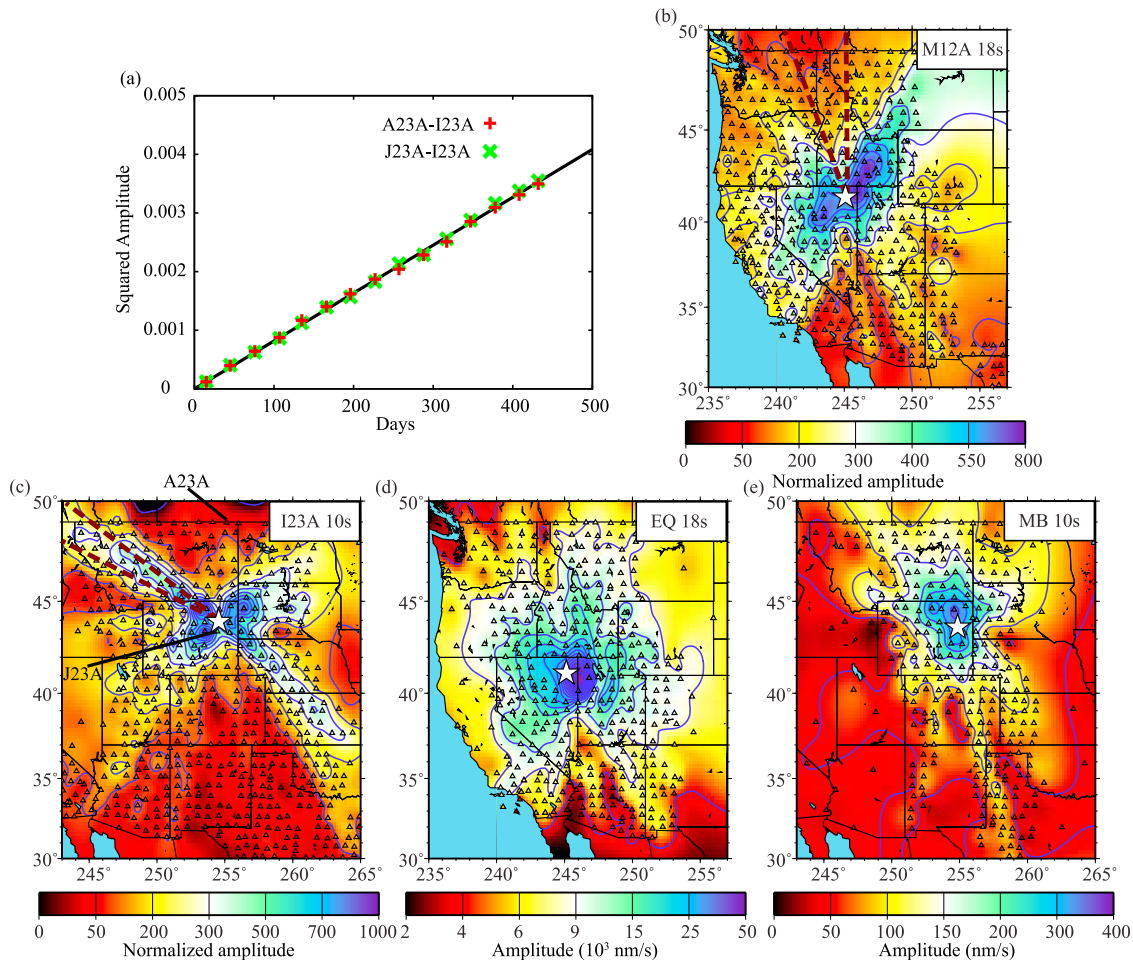 (a)
0.005
0.004
0.003
0.002
0.001
0
Squared Amplitude
A23A-I23A
J23A-I23A
0 100 200 300 400 500
Days
(b)
M12A 18s
50°
45°
40°
35°
30°
235° 240° 245° 250° 255°
0 50 200 300 400 550 800
Normalized amplitude
(c)
A23A
I23A 10s
J23A
50°
45°
40°
35°
30°
245° 250° 255° 260° 265°
0 50 200 300 500 700 1000
Normalized amplitude
(d)
EQ 18s
50°
45°
40°
35°
30°
235° 240° 245° 250° 255°
2 4 6 9 15 25 50
Amplitude (10³ nm/s)
(e)
MB 10s
50°
45°
40°
35°
30°
245° 250° 255° 260° 265°
0 50 100 150 200 300 400
Amplitude (nm/s)